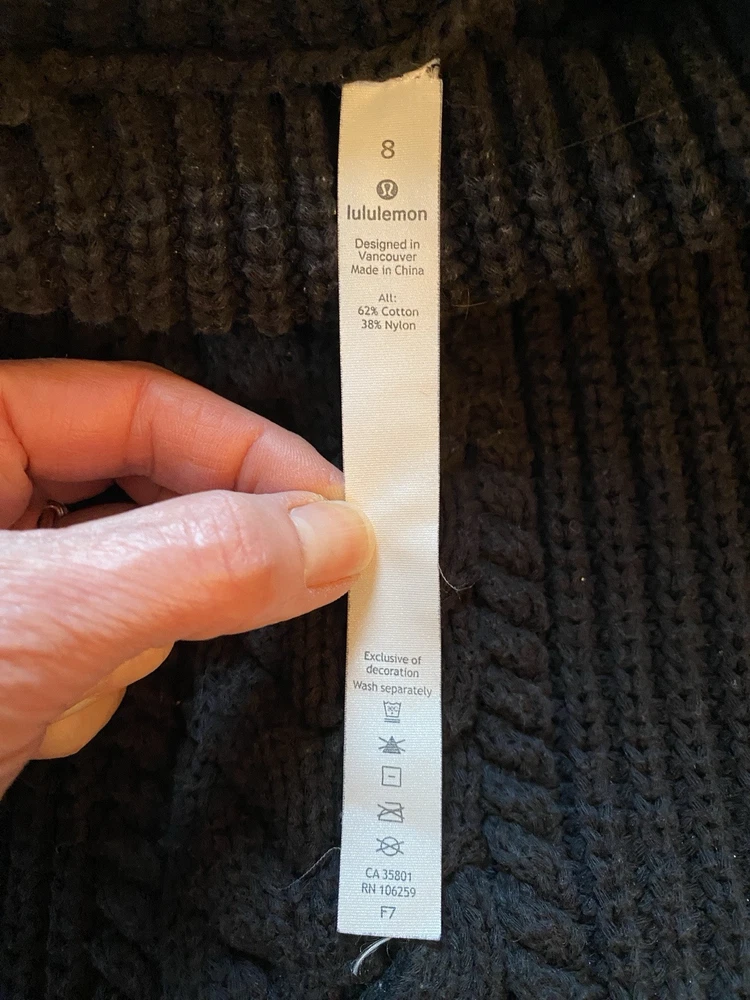 8
lululemon
Designed in
Vancouver
Made in China
All:
62% Cotton
38% Nylon
Exclusive of
decoration
Wash separately
CA 35801
RN 106259
F7